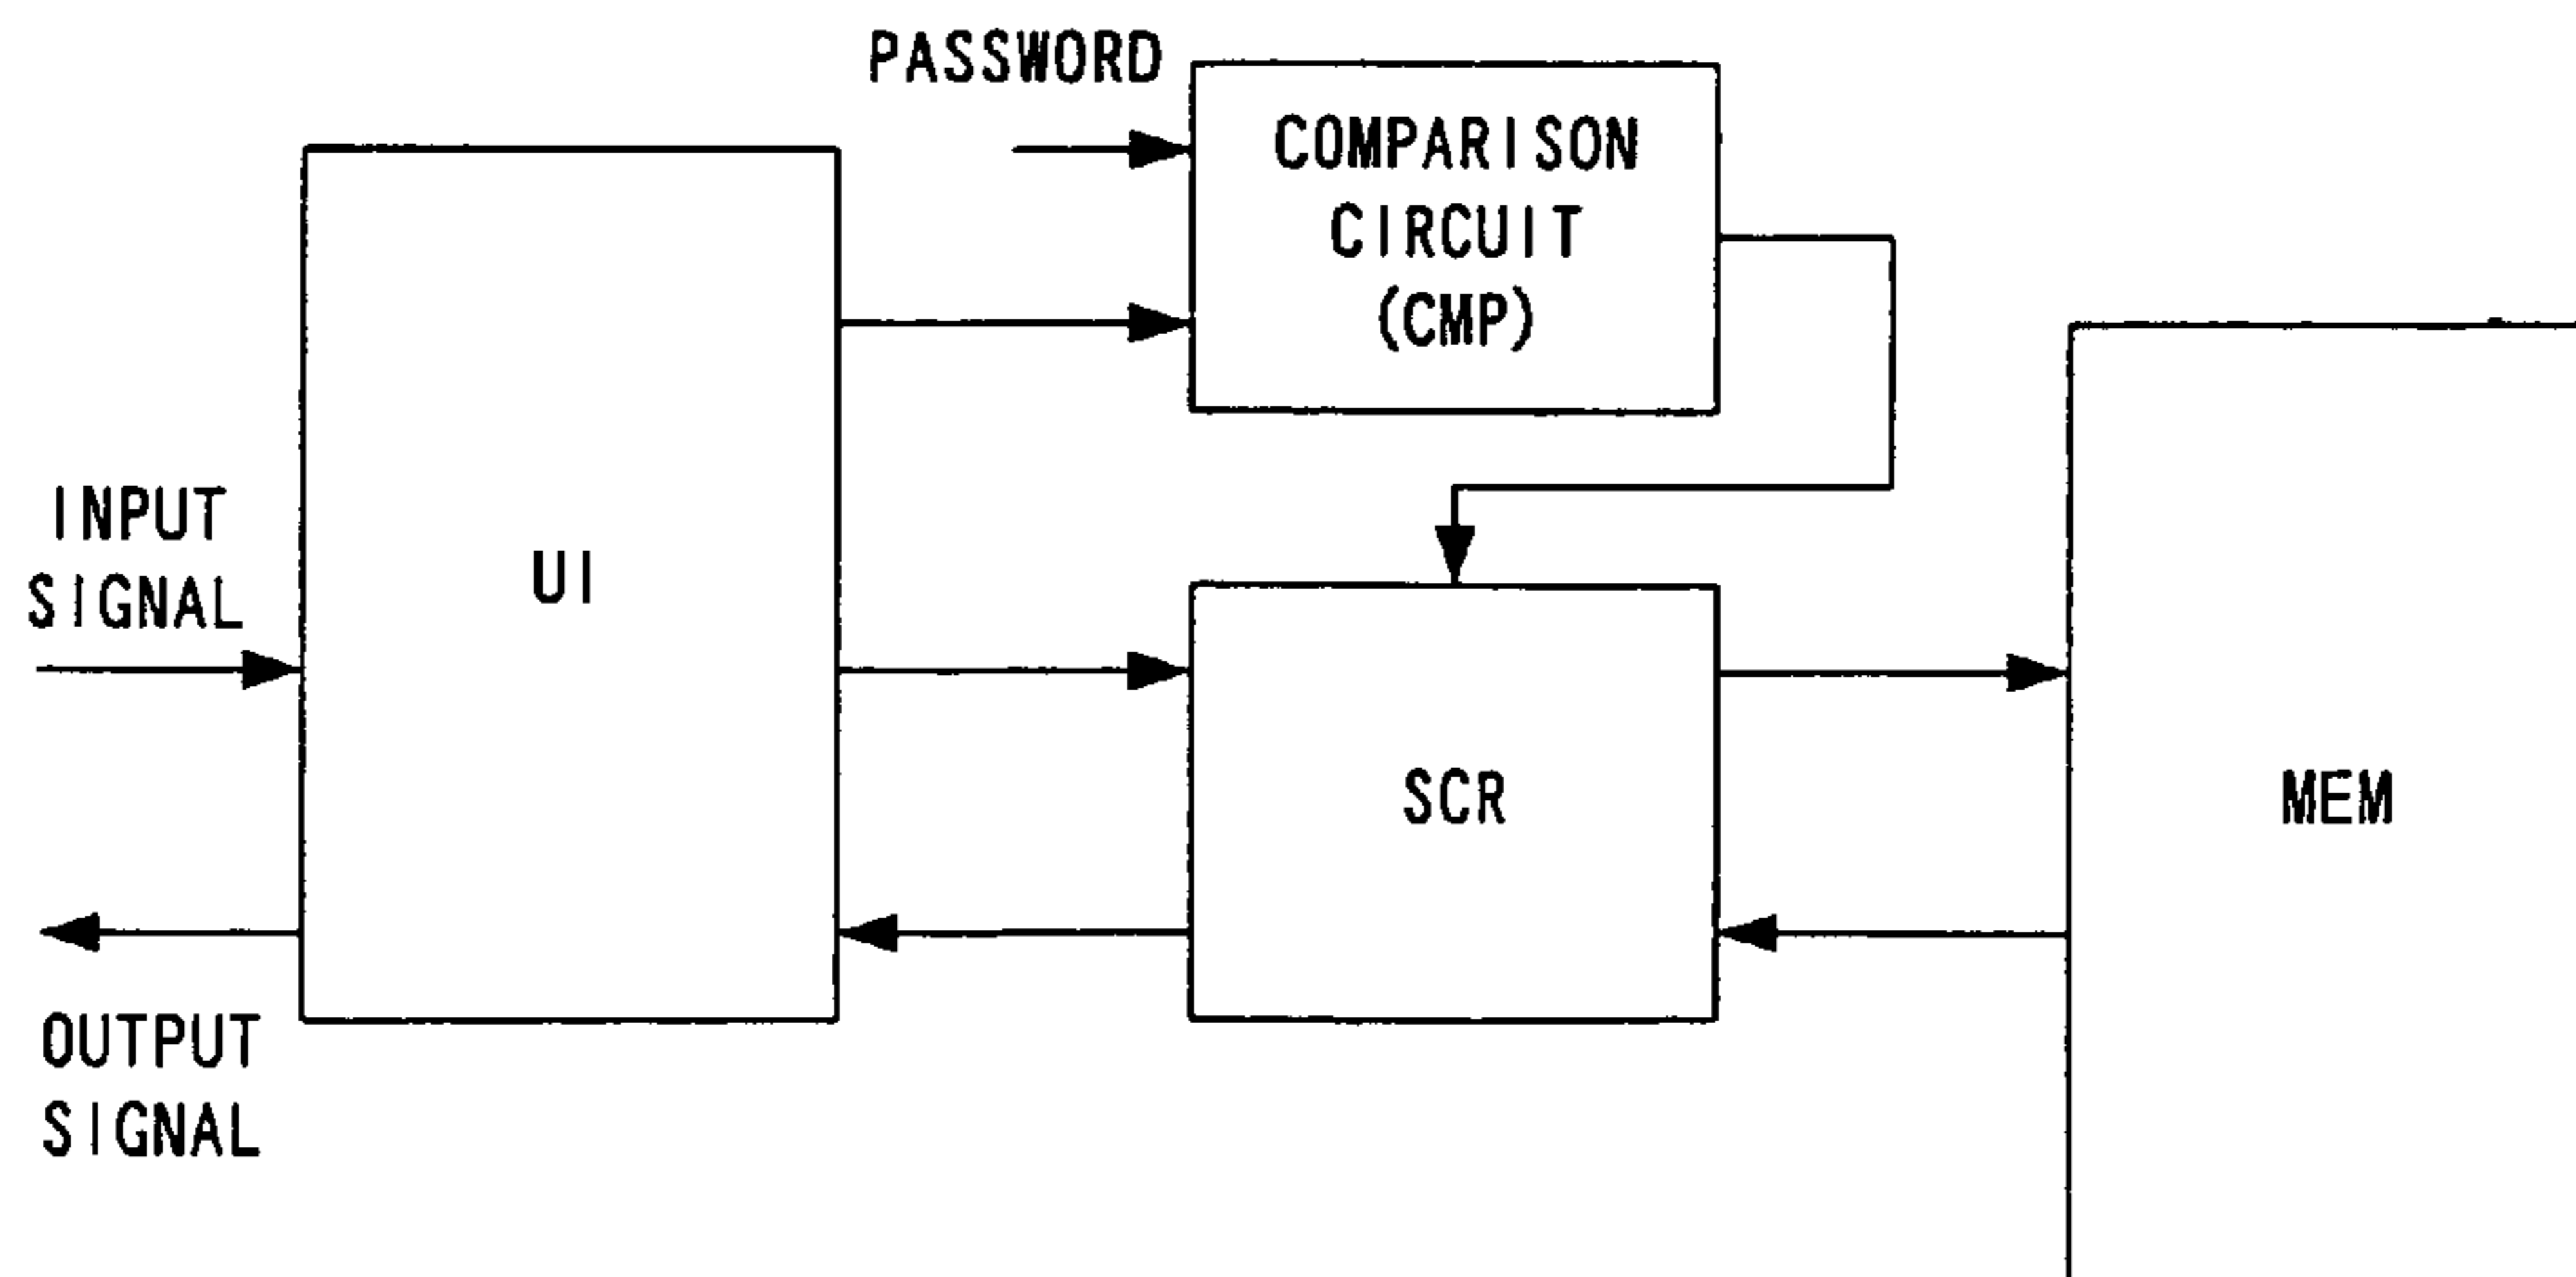 PASSWORD
COMPARISON
CIRCUIT
(CMP)
INPUT
SIGNAL
UI
SCR
MEM
OUTPUT
SIGNAL